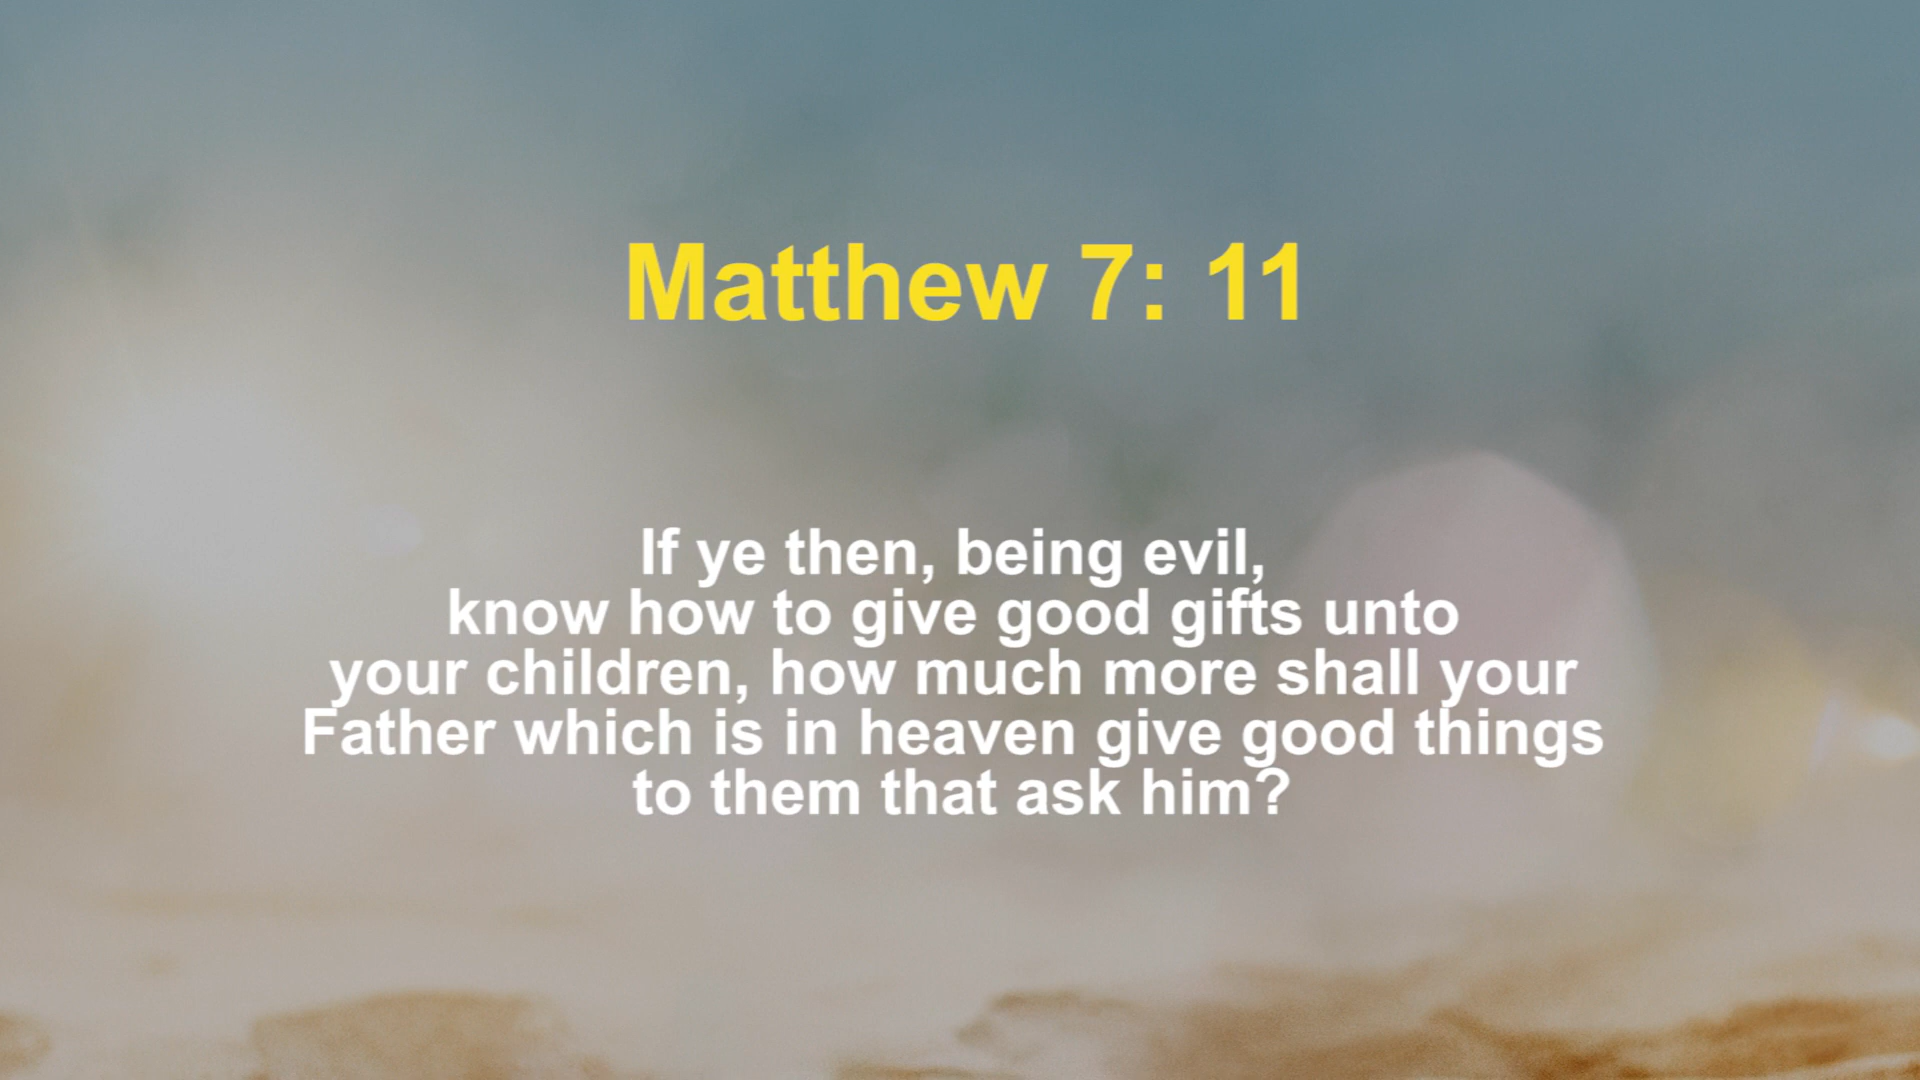 Matthew 7: 11
If ye then, being evil,
know how to give good gifts unto
your children, how much more shall your
Father which is in heaven give good things
to them that ask him?